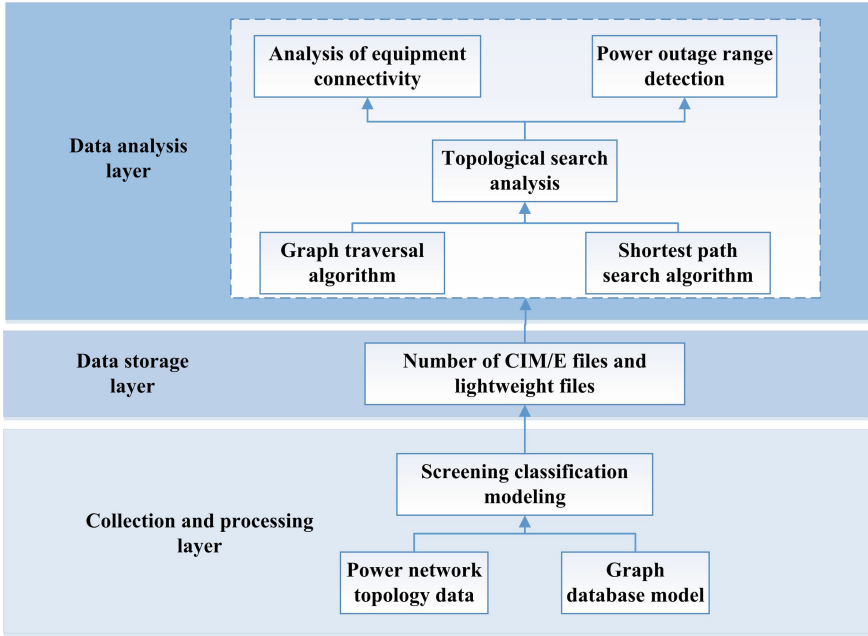 Analysis of equipment
connectivity
Power outage range
detection
Data analysis
layer
Topological search
analysis
Graph traversal
algorithm
Shortest path
search algorithm
Data storage
layer
Number of CIM/E files and
lightweight files
Screening classification
modeling
Collection and processing
layer
Power network
topology data
Graph
database model